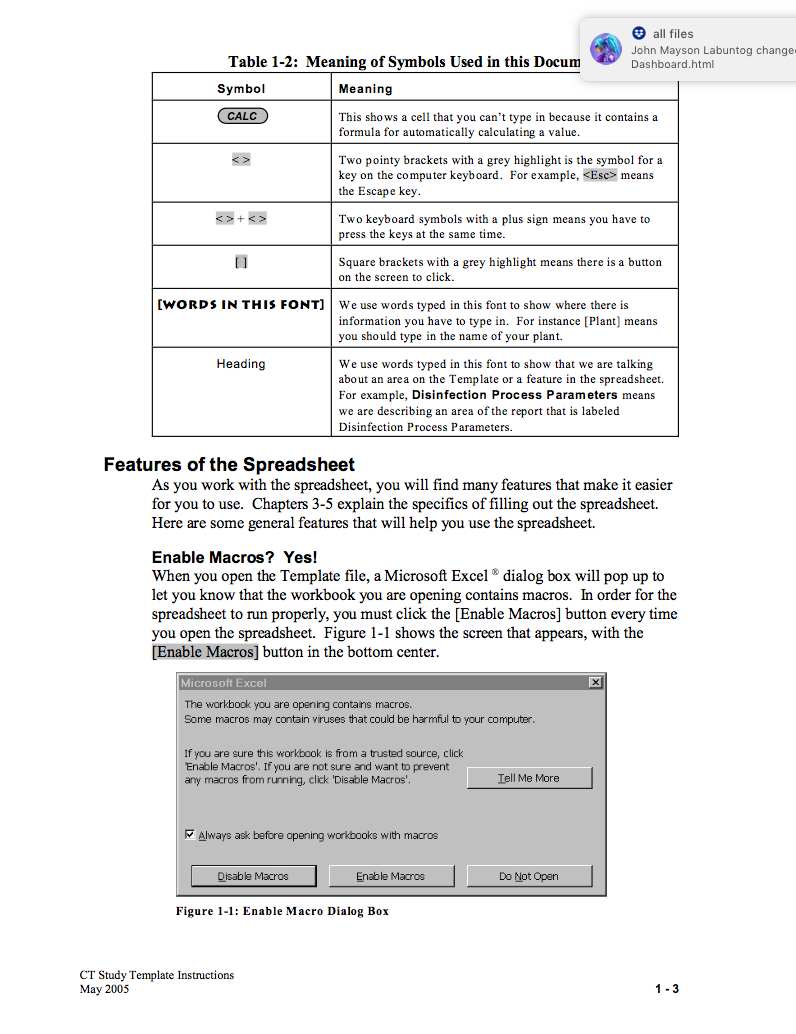 all files
John Mayson Labuntog change
Dashboard.html
Table 1-2: Meaning of Symbols Used in this Docum
Symbol Meaning
CALC This shows a cell that you can’t type in because it contains a
formula for automatically calculating a value.
< > Two pointy brackets with a grey highlight is the symbol for a
key on the computer keyboard. For example, <Esc> means
the Escape key.
< > + < > Two keyboard symbols with a plus sign means you have to
press the keys at the same time.
[ ] Square brackets with a grey highlight means there is a button
on the screen to click.
[WORDS IN THIS FONT] We use words typed in this font to show where there is
information you have to type in. For instance [Plant] means
you should type in the name of your plant.
Heading We use words typed in this font to show that we are talking
about an area on the Template or a feature in the spreadsheet.
For example, Disinfection Process Parameters means
we are describing an area of the report that is labeled
Disinfection Process Parameters.
Features of the Spreadsheet
As you work with the spreadsheet, you will find many features that make it easier
for you to use. Chapters 3-5 explain the specifics of filling out the spreadsheet.
Here are some general features that will help you use the spreadsheet.
Enable Macros? Yes!
When you open the Template file, a Microsoft Excel ® dialog box will pop up to
let you know that the workbook you are opening contains macros. In order for the
spreadsheet to run properly, you must click the [Enable Macros] button every time
you open the spreadsheet. Figure 1-1 shows the screen that appears, with the
[Enable Macros] button in the bottom center.
Microsoft Excel
The workbook you are opening contains macros.
Some macros may contain viruses that could be harmful to your computer.
If you are sure this workbook is from a trusted source, click
'Enable Macros'. If you are not sure and want to prevent
any macros from running, click 'Disable Macros'.
Tell Me More
Always ask before opening workbooks with macros
Disable Macros Enable Macros Do Not Open
Figure 1-1: Enable Macro Dialog Box
CT Study Template Instructions
May 2005 1 - 3